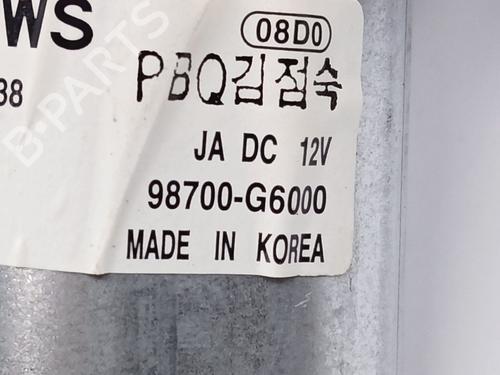 WS
08D0
38
PBQ김점숙
JA DC 12V
98700-G6000
MADE IN KOREA
B-PARTS